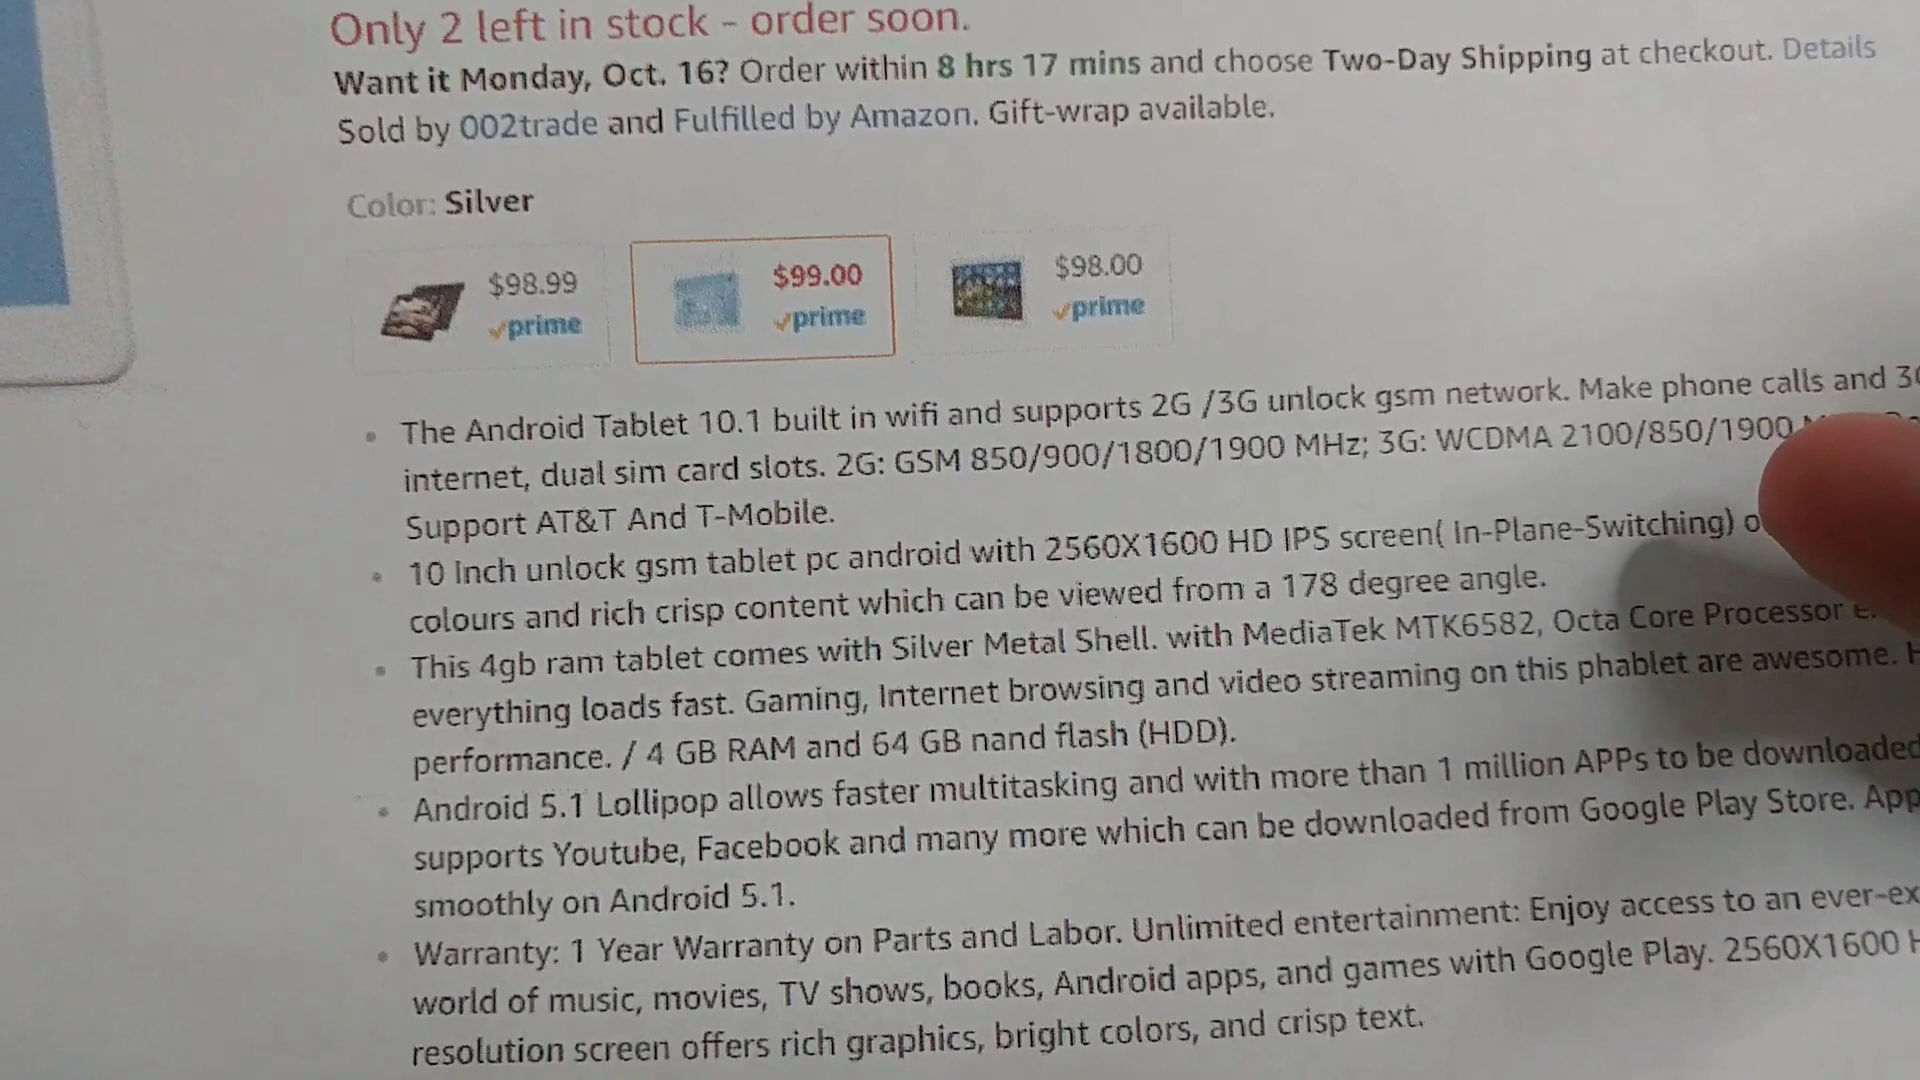 Only 2 left in stock - order soon.
Want it Monday, Oct. 16? Order within 8 hrs 17 mins and choose Two-Day Shipping at checkout. Details
Sold by 002trade and Fulfilled by Amazon. Gift-wrap available.
Color: Silver
$98.99
prime
$99.00
prime
$98.00
prime
The Android Tablet 10.1 built in wifi and supports 2G /3G unlock gsm network. Make phone calls and
internet, dual sim card slots. 2G: GSM 850/900/1800/1900 MHz; 3G: WCDMA 2100/850/1900
Support AT&T And T-Mobile.
10 Inch unlock gsm tablet pc android with 2560X1600 HD IPS screen( In-Plane-Switching)
colours and rich crisp content which can be viewed from a 178 degree angle.
This 4gb ram tablet comes with Silver Metal Shell. with MediaTek MTK6582, Octa Core Processor
everything loads fast. Gaming, Internet browsing and video streaming on this phablet are awesome.
performance. / 4 GB RAM and 64 GB nand flash (HDD).
Android 5.1 Lollipop allows faster multitasking and with more than 1 million APPs to be downloaded
supports Youtube, Facebook and many more which can be downloaded from Google Play Store. App
smoothly on Android 5.1.
Warranty: 1 Year Warranty on Parts and Labor. Unlimited entertainment: Enjoy access to an ever-ex
world of music, movies, TV shows, books, Android apps, and games with Google Play. 2560X1600
resolution screen offers rich graphics, bright colors, and crisp text.